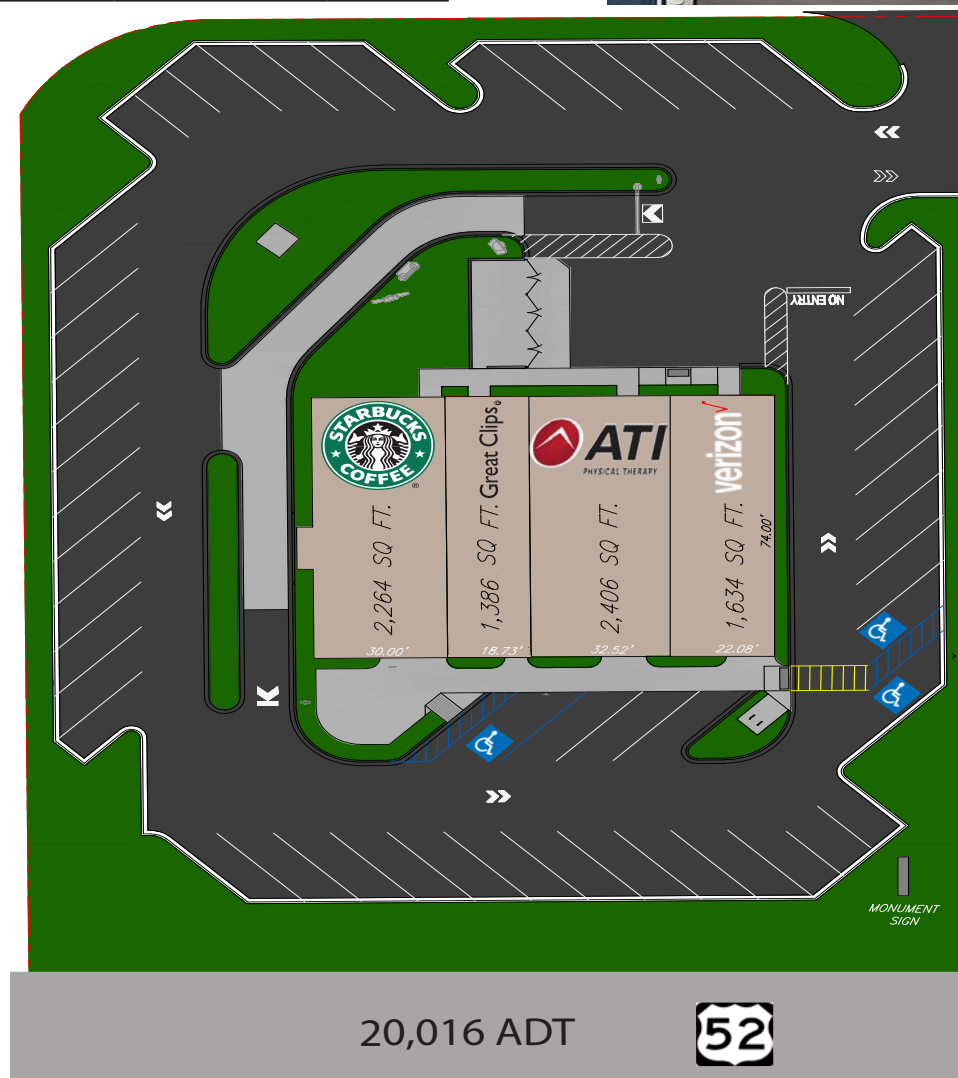 NO ENTRY
STARBUCKS
COFFEE
®
2,264 SQ FT.
30.00'
Great Clips®
1,386 SQ FT.
18.73'
ATI
PHYSICAL THERAPY
2,406 SQ FT.
32.52'
verizon
1,634 SQ FT.
22.08'
74.00'
MONUMENT
SIGN
20,016 ADT
52